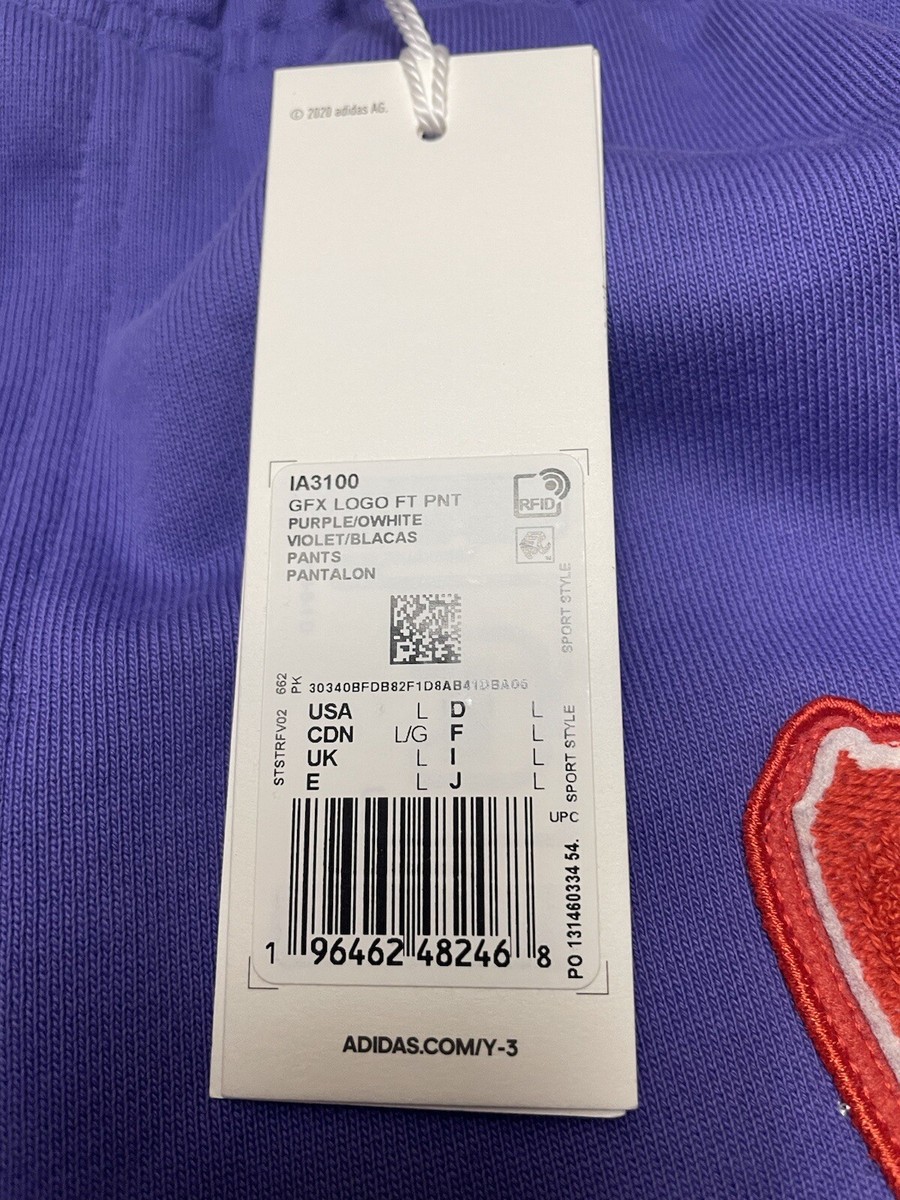 © 2020 adidas AG.
IA3100
GFX LOGO FT PNT
PURPLE/OWHITE
VIOLET/BLACAS
PANTS
PANTALON
RFID
SPORT STYLE
STSTRFV02 662
PK
USA L D L
CDN L/G F L
UK L I L
E L J L
SPORT STYLE
UPC
PO 131460334 54.
1 96462 48246 8
ADIDAS.COM/Y-3